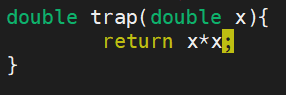 double trap(double x){
        return x*x;
}